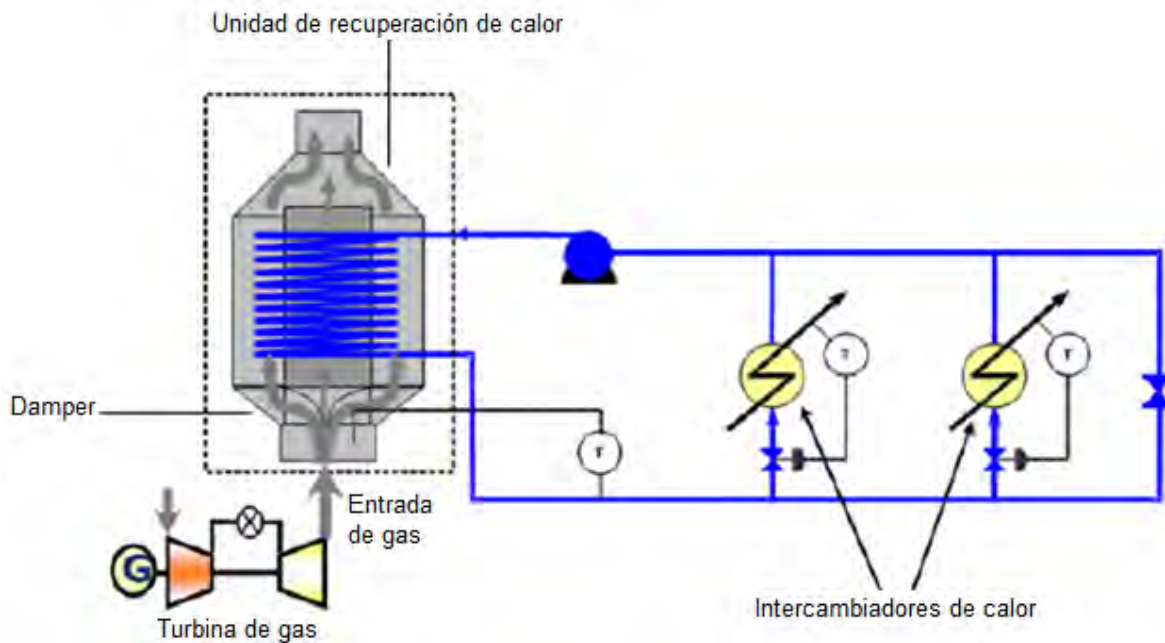 Unidad de recuperación de calor
Damper
T
T
T
Entrada
de gas
G
Turbina de gas
Intercambiadores de calor